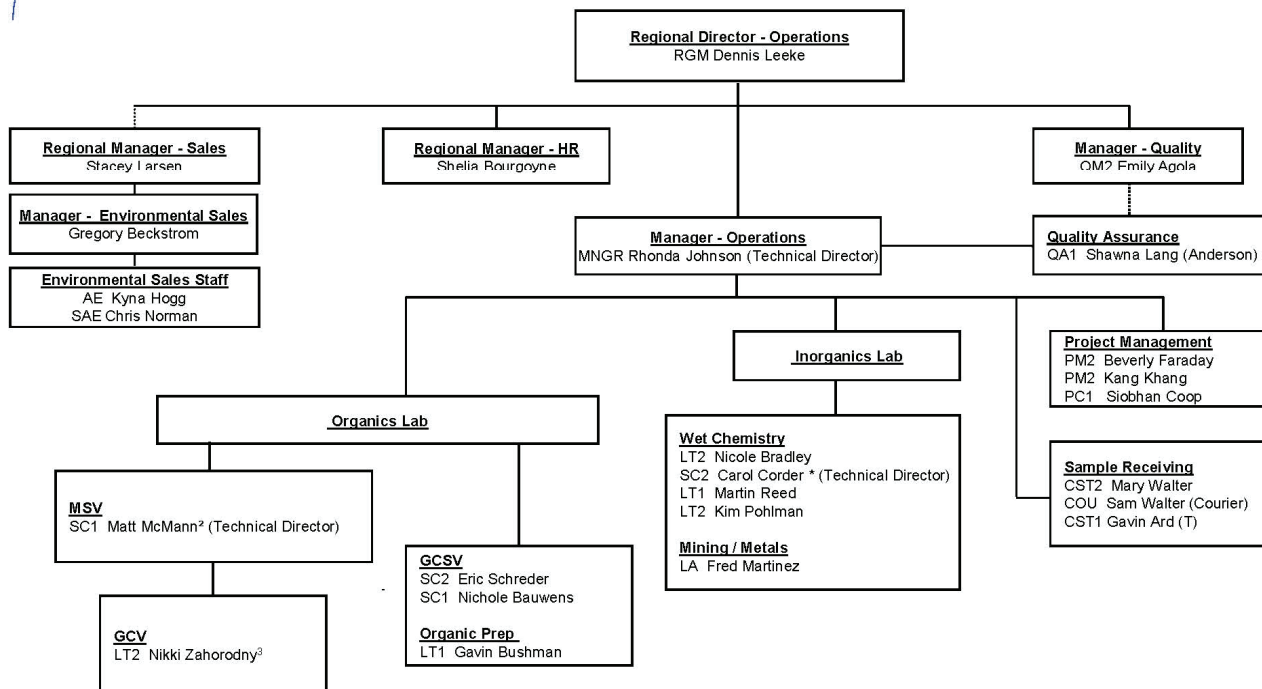 Regional Director - Operations
RGM Dennis Leeke
Regional Manager - Sales
Stacey Larsen
Regional Manager - HR
Shelia Bourgoyne
Manager - Quality
QM2 Emily Agola
Manager - Environmental Sales
Gregory Beckstrom
Manager - Operations
MNGR Rhonda Johnson (Technical Director)
Quality Assurance
QA1 Shawna Lang (Anderson)
Environmental Sales Staff
AE Kyna Hogg
SAE Chris Norman
Organics Lab
Inorganics Lab
Project Management
PM2 Beverly Faraday
PM2 Kang Khang
PC1 Siobhan Coop
MSV
SC1 Matt McMann² (Technical Director)
GCV
LT2 Nikki Zahorodny³
GCSV
SC2 Eric Schreder
SC1 Nichole Bauwens
Organic Prep
LT1 Gavin Bushman
Wet Chemistry
LT2 Nicole Bradley
SC2 Carol Corder * (Technical Director)
LT1 Martin Reed
LT2 Kim Pohlman
Mining / Metals
LA Fred Martinez
Sample Receiving
CST2 Mary Walter
COU Sam Walter (Courier)
CST1 Gavin Ard (T)